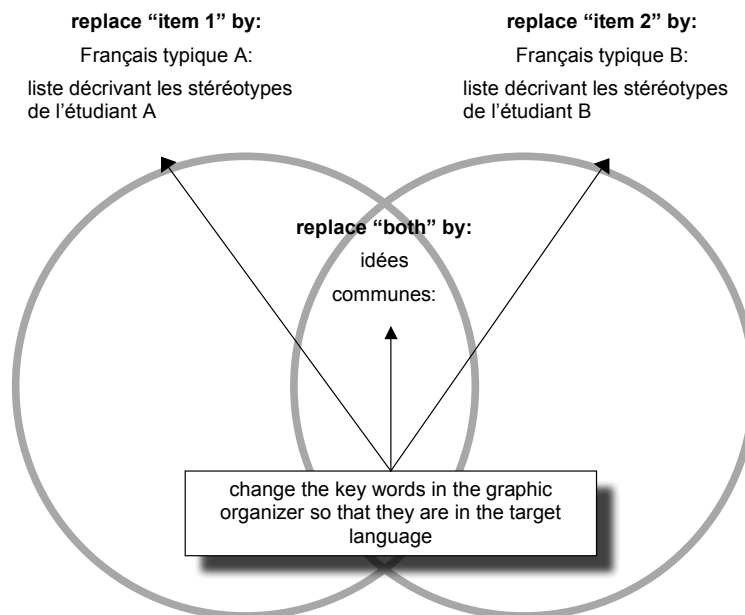 replace “item 1” by:
Français typique A:
liste décrivant les stéréotypes
de l’étudiant A
replace “item 2” by:
Français typique B:
liste décrivant les stéréotypes
de l’étudiant B
replace “both” by:
idées
communes:
change the key words in the graphic
organizer so that they are in the target
language